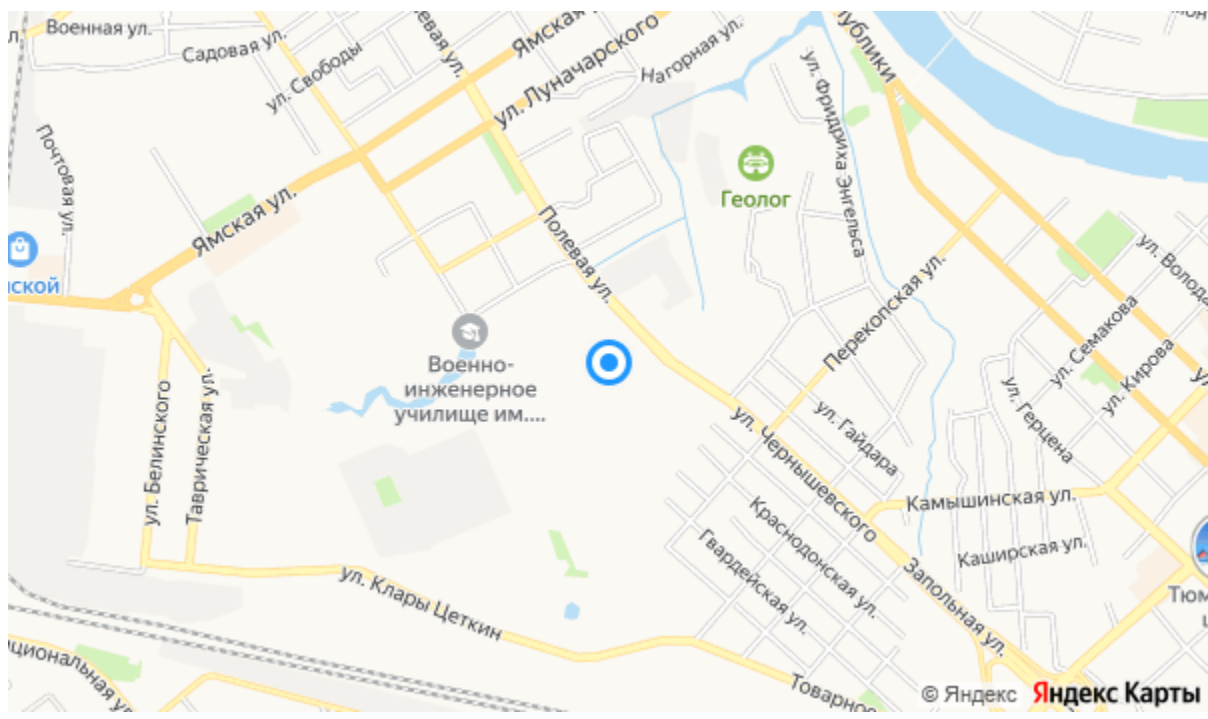 Военная ул.
Садовая ул.
ул. Свободы
Ямская ул.
ул. Луначарского
Нагорная ул.
ул. Фридриха Энгельса
Почтовая ул.
Ямская ул.
Полевая ул.
Геолог
Перекопская ул.
ул. Семакова
ул. Кирова
ул. Герцена
Военно-
инженерное
училище им....
ул. Белинского
Таврическая ул.
ул. Чернышевского
ул. Гайдара
Камышинская ул.
Каширская ул.
Краснодонская ул.
Гвардейская ул.
Запольная ул.
ул. Клары Цеткин
Товарное
© Яндекс Яндекс Карты